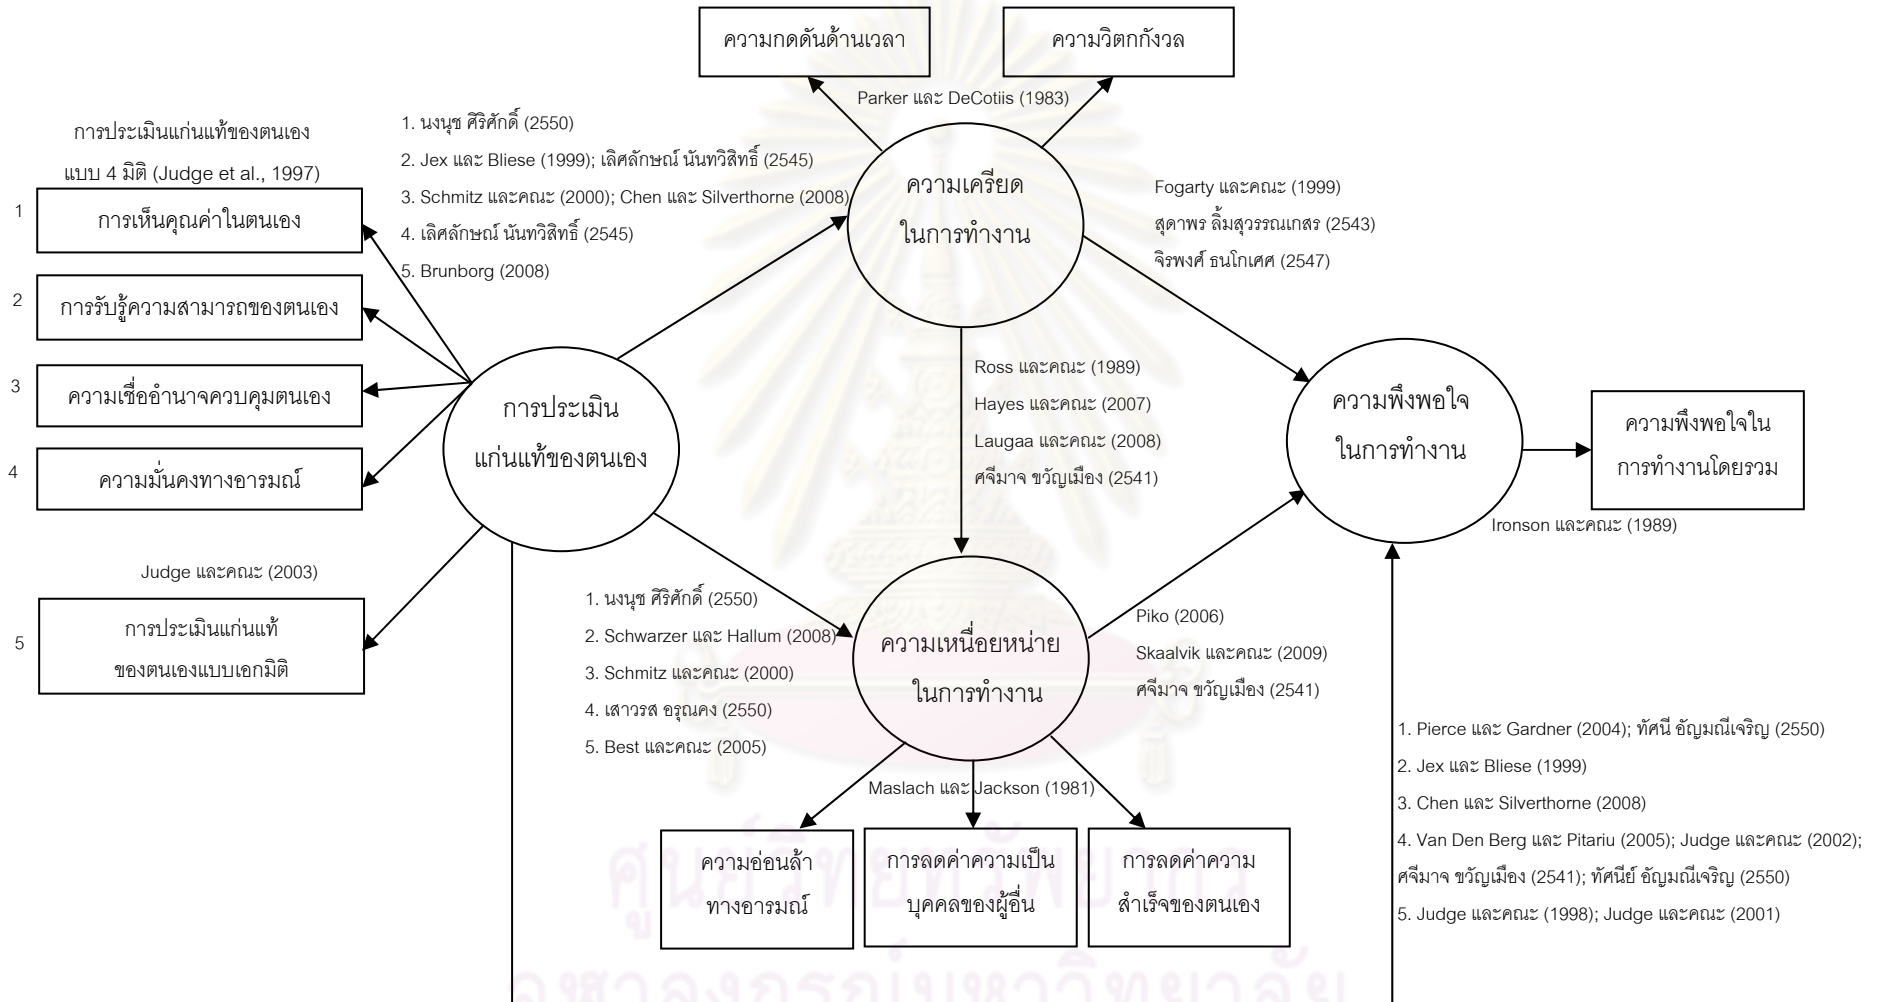 ความกดดันด้านเวลา
ความวิตกกังวล
Parker และ DeCotiis (1983)
การประเมินแก่นแท้ของตนเอง
แบบ 4 มิติ (Judge et al., 1997)
1
การเห็นคุณค่าในตนเอง
2
การรับรู้ความสามารถของตนเอง
3
ความเชื่ออำนาจควบคุมตนเอง
4
ความมั่นคงทางอารมณ์
Judge และคณะ (2003)
5
การประเมินแก่นแท้
ของตนเองแบบเอกมิติ
1. นงนุช ศิริศักดิ์ (2550)
2. Jex และ Bliese (1999); เลิศลักษณ์ นันทวิสิทธิ์ (2545)
3. Schmitz และคณะ (2000); Chen และ Silverthorne (2008)
4. เลิศลักษณ์ นันทวิสิทธิ์ (2545)
5. Brunborg (2008)
ความเครียด
ในการทำงาน
Fogarty และคณะ (1999)
สุดาพร ลิ้มสุวรรณเกสร (2543)
จิรพงศ์ ธนโกเศศ (2547)
การประเมิน
แก่นแท้ของตนเอง
Ross และคณะ (1989)
Hayes และคณะ (2007)
Laugaa และคณะ (2008)
ศจีมาจ ขวัญเมือง (2541)
ความพึงพอใจ
ในการทำงาน
ความพึงพอใจใน
การทำงานโดยรวม
Ironson และคณะ (1989)
1. นงนุช ศิริศักดิ์ (2550)
2. Schwarzer และ Hallum (2008)
3. Schmitz และคณะ (2000)
4. เสาวรส อรุณคง (2550)
5. Best และคณะ (2005)
ความเหนื่อยหน่าย
ในการทำงาน
Piko (2006)
Skaalvik และคณะ (2009)
ศจีมาจ ขวัญเมือง (2541)
Maslach และ Jackson (1981)
ความอ่อนล้า
ทางอารมณ์
การลดค่าความเป็น
บุคคลของผู้อื่น
การลดค่าความ
สำเร็จของตนเอง
1. Pierce และ Gardner (2004); ทัศนี อัญมณีเจริญ (2550)
2. Jex และ Bliese (1999)
3. Chen และ Silverthorne (2008)
4. Van Den Berg และ Pitariu (2005); Judge และคณะ (2002);
ศจีมาจ ขวัญเมือง (2541); ทัศนีย์ อัญมณีเจริญ (2550)
5. Judge และคณะ (1998); Judge และคณะ (2001)
ศูนย์วิทยทรัพยากร
จุฬาลงกรณ์มหาวิทยาลัย